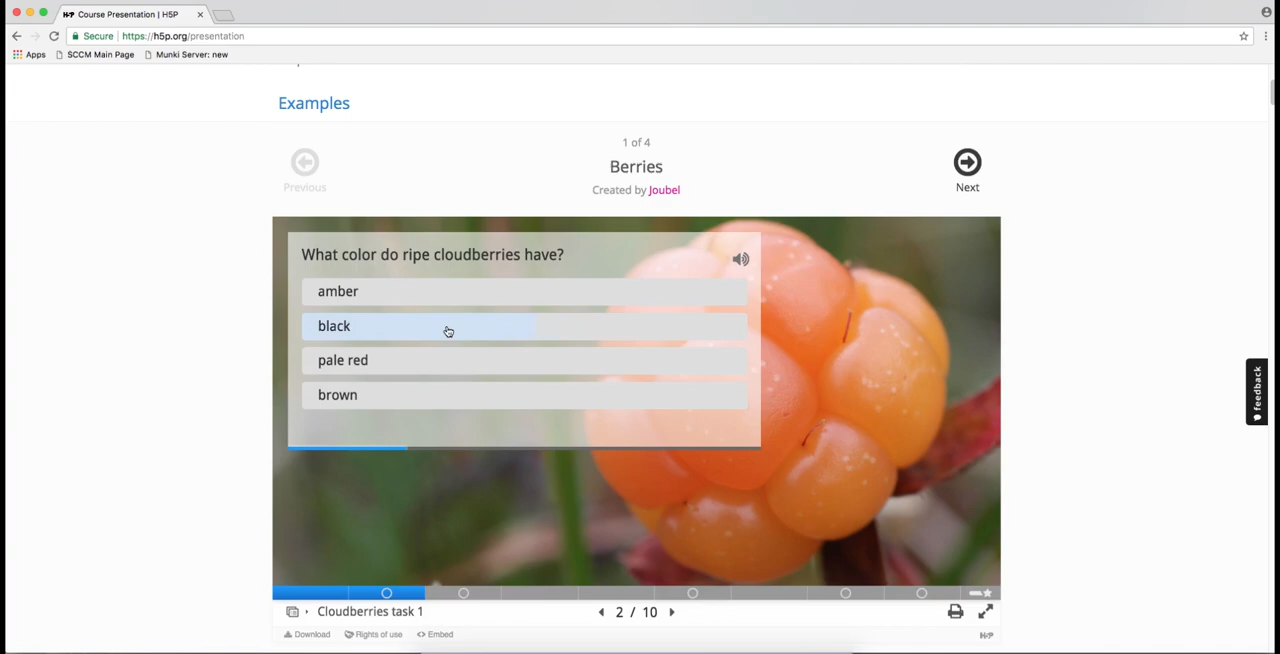 H5P Course Presentation | H5P
Secure | https://h5p.org/presentation
Apps SCCM Main Page Munki Server: new
Examples
1 of 4
Berries
Created by Joubel
Previous
Next
What color do ripe cloudberries have?
amber
black
pale red
brown
feedback
Cloudberries task 1
2 / 10
Download Rights of use Embed
H5P